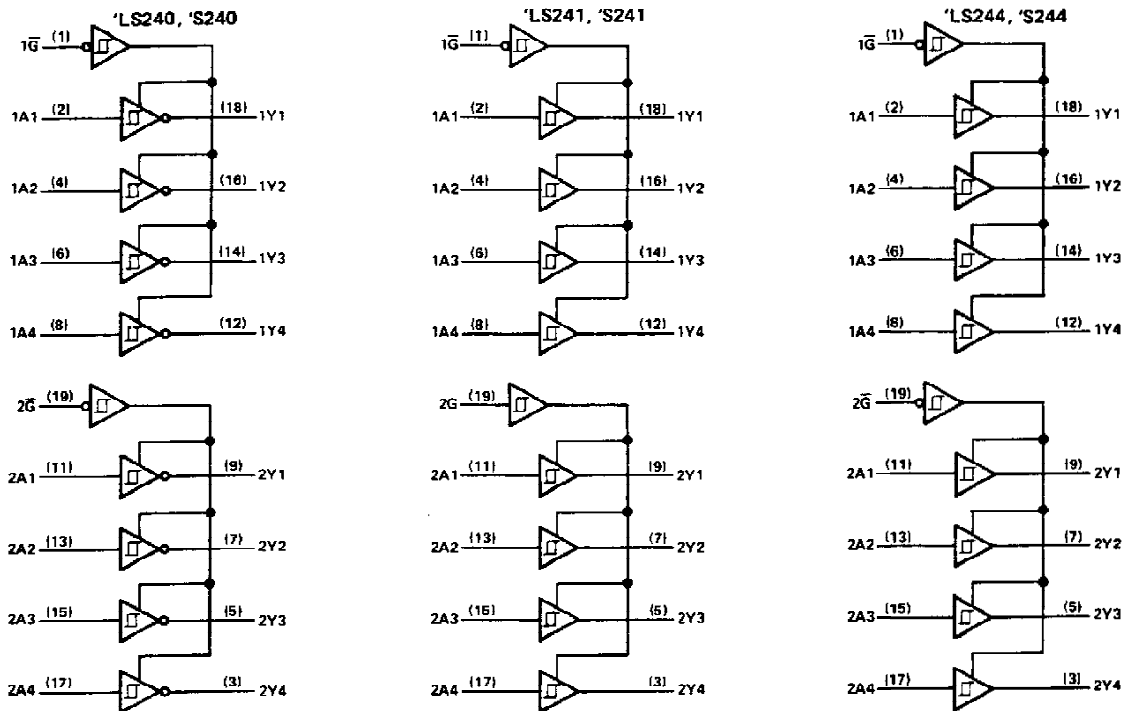 'LS240, 'S240
1G̅ (1)
1A1 (2) (18) 1Y1
1A2 (4) (16) 1Y2
1A3 (6) (14) 1Y3
1A4 (8) (12) 1Y4
2G̅ (19)
2A1 (11) (9) 2Y1
2A2 (13) (7) 2Y2
2A3 (15) (5) 2Y3
2A4 (17) (3) 2Y4
'LS241, 'S241
1G̅ (1)
1A1 (2) (18) 1Y1
1A2 (4) (16) 1Y2
1A3 (6) (14) 1Y3
1A4 (8) (12) 1Y4
2G (19)
2A1 (11) (9) 2Y1
2A2 (13) (7) 2Y2
2A3 (15) (5) 2Y3
2A4 (17) (3) 2Y4
'LS244, 'S244
1G̅ (1)
1A1 (2) (18) 1Y1
1A2 (4) (16) 1Y2
1A3 (6) (14) 1Y3
1A4 (8) (12) 1Y4
2G̅ (19)
2A1 (11) (9) 2Y1
2A2 (13) (7) 2Y2
2A3 (15) (5) 2Y3
2A4 (17) (3) 2Y4